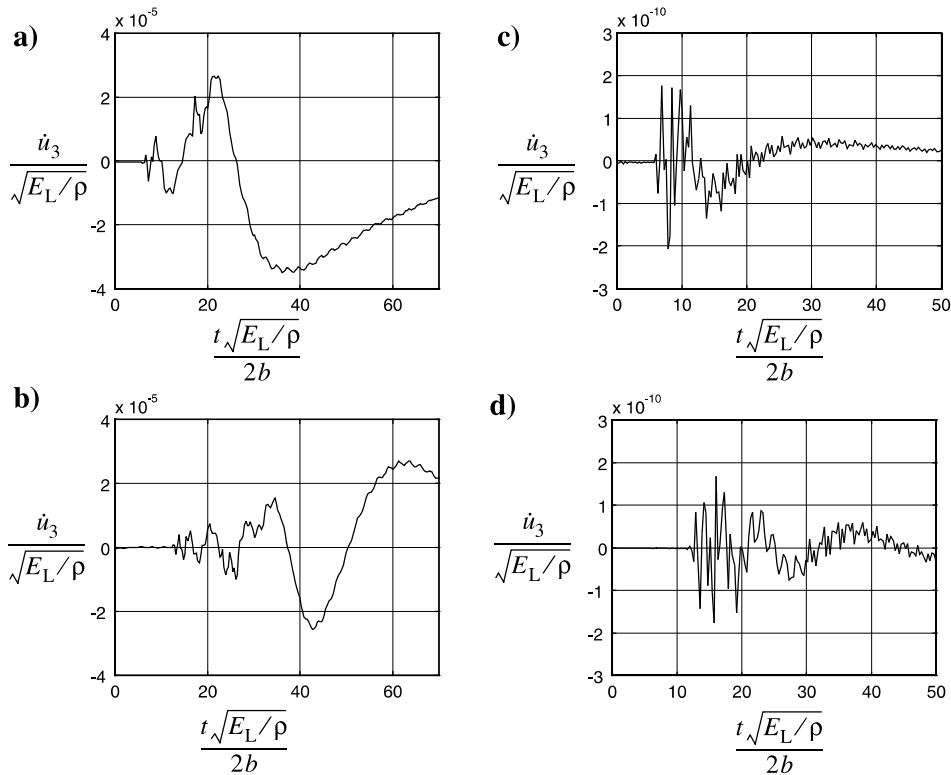 a)
x 10-5
4
2
0
-2
-4
0 20 40 60
u̇3
√EL/ρ
t√EL/ρ
2b
c)
x 10-10
3
2
1
0
-1
-2
-3
0 10 20 30 40 50
u̇3
√EL/ρ
t√EL/ρ
2b
b)
x 10-5
4
2
0
-2
-4
0 20 40 60
u̇3
√EL/ρ
t√EL/ρ
2b
d)
x 10-10
3
2
1
0
-1
-2
-3
0 10 20 30 40 50
u̇3
√EL/ρ
t√EL/ρ
2b